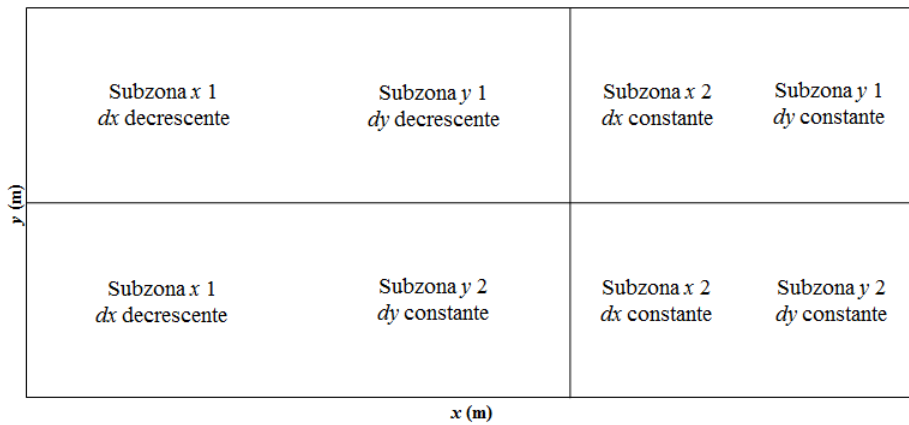 Subzona x 1
dx decrescente
Subzona y 1
dy decrescente
Subzona x 2
dx constante
Subzona y 1
dy constante
y (m)
Subzona x 1
dx decrescente
Subzona y 2
dy constante
Subzona x 2
dx constante
Subzona y 2
dy constante
x (m)